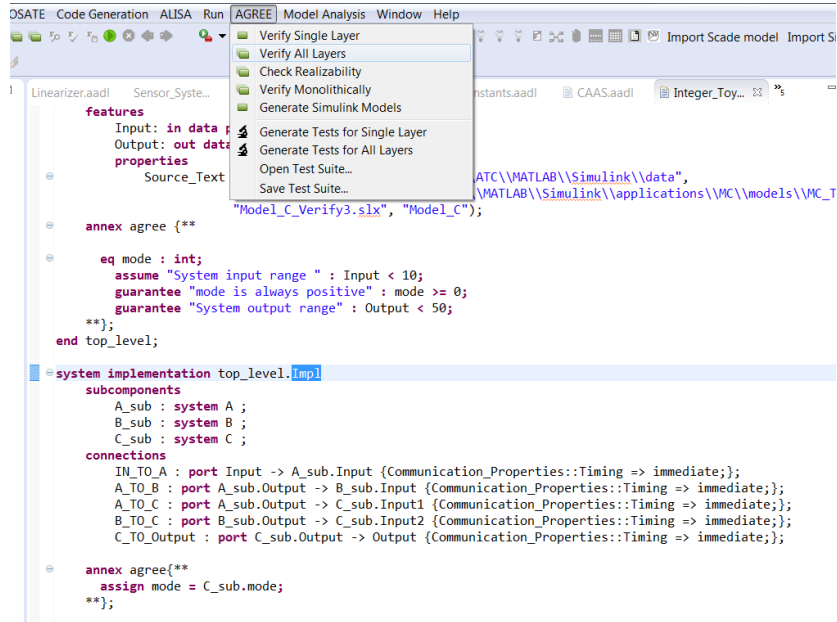 OSATE Code Generation ALISA Run AGREE Model Analysis Window Help
Verify Single Layer
Import Scade model Import Si
Verify All Layers
Check Realizability
Verify Monolithically
Generate Simulink Models
Generate Tests for Single Layer
Generate Tests for All Layers
Open Test Suite...
Save Test Suite...
Linearizer.aadl Sensor_Syste... nstants.aadl CAAS.aadl Integer_Toy... »5
features
Input: in data p
Output: out data
properties
Source_Text ATC\\MATLAB\\Simulink\\data",
\\MATLAB\\Simulink\\applications\\MC\\models\\MC_T
"Model_C_Verify3.slx", "Model_C");
annex agree {**
eq mode : int;
assume "System input range " : Input < 10;
guarantee "mode is always positive" : mode >= 0;
guarantee "System output range" : Output < 50;
**};
end top_level;
system implementation top_level.Impl
subcomponents
A_sub : system A ;
B_sub : system B ;
C_sub : system C ;
connections
IN_TO_A : port Input -> A_sub.Input {Communication_Properties::Timing => immediate;};
A_TO_B : port A_sub.Output -> B_sub.Input {Communication_Properties::Timing => immediate;};
A_TO_C : port A_sub.Output -> C_sub.Input1 {Communication_Properties::Timing => immediate;};
B_TO_C : port B_sub.Output -> C_sub.Input2 {Communication_Properties::Timing => immediate;};
C_TO_Output : port C_sub.Output -> Output {Communication_Properties::Timing => immediate;};
annex agree{**
assign mode = C_sub.mode;
**};